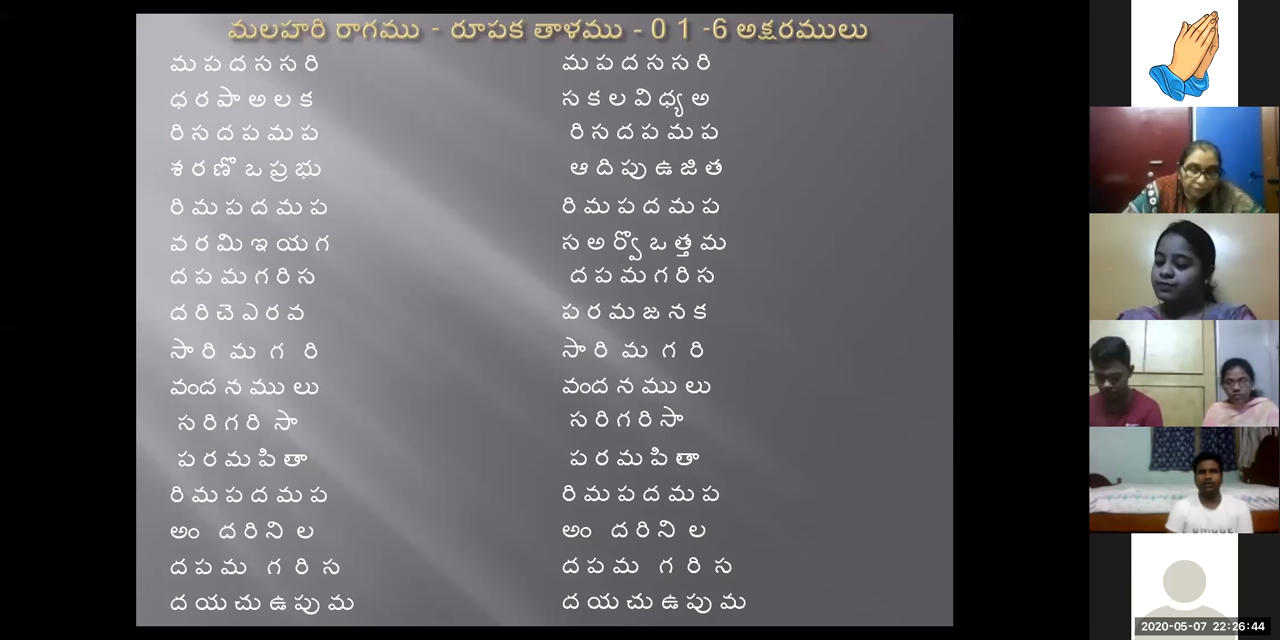 మలహరి రాగము - రూపక తాళము - 0 1 -6 అక్షరములు
మ ప ద స స రి
ధ ర పా అ ల క
రి స ద ప మ ప
శ ర ణొ ఒ ప్ర భు
రి మ ప ద మ ప
వ ర మి ఇ య గ
ద ప మ గ రి స
ద రి చె ఎ ర వ
సా రి మ గ రి
వంద న ము లు
స రి గ రి సా
ప ర మ పి తా
రి మ ప ద మ ప
అం ద రి ని ల
ద ప మ గ రి స
ద య చు ఉ పు మ
మ ప ద స స రి
స క ల వి ధ్య అ
రి స ద ప మ ప
ఆ ది పు ఉ జి త
రి మ ప ద మ ప
స అ ర్వొ ఒ త్త మ
ద ప మ గ రి స
ప ర మ జ న క
సా రి మ గ రి
వంద న ము లు
స రి గ రి సా
ప ర మ పి తా
రి మ ప ద మ ప
అం ద రి ని ల
ద ప మ గ రి స
ద య చు ఉ పు మ
2020-05-07 22:26:44